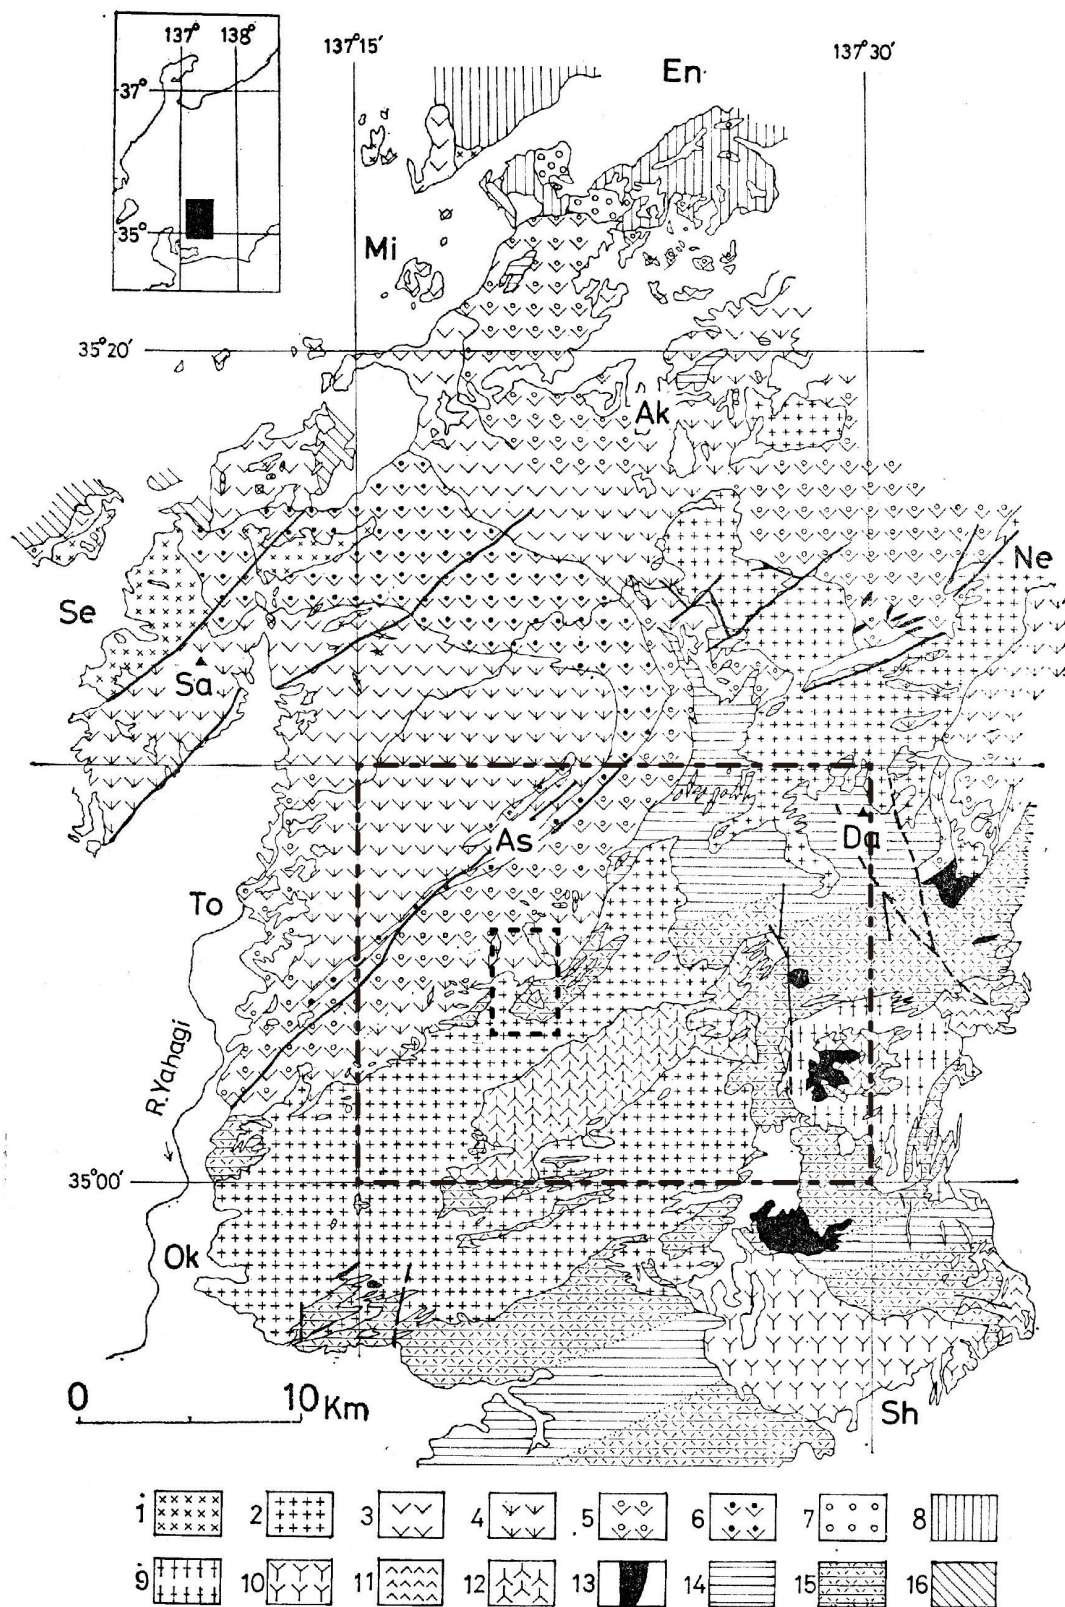 137° 138°
37°
35°
137°15′ 137°30′
En
Mi
35°20′
Ak
Ne
Se
Sa
Da
As
To
R.Yahagi
35°00′
Ok
0 10 Km
Sh
1 2 3 4 5 6 7 8
9 10 11 12 13 14 15 16